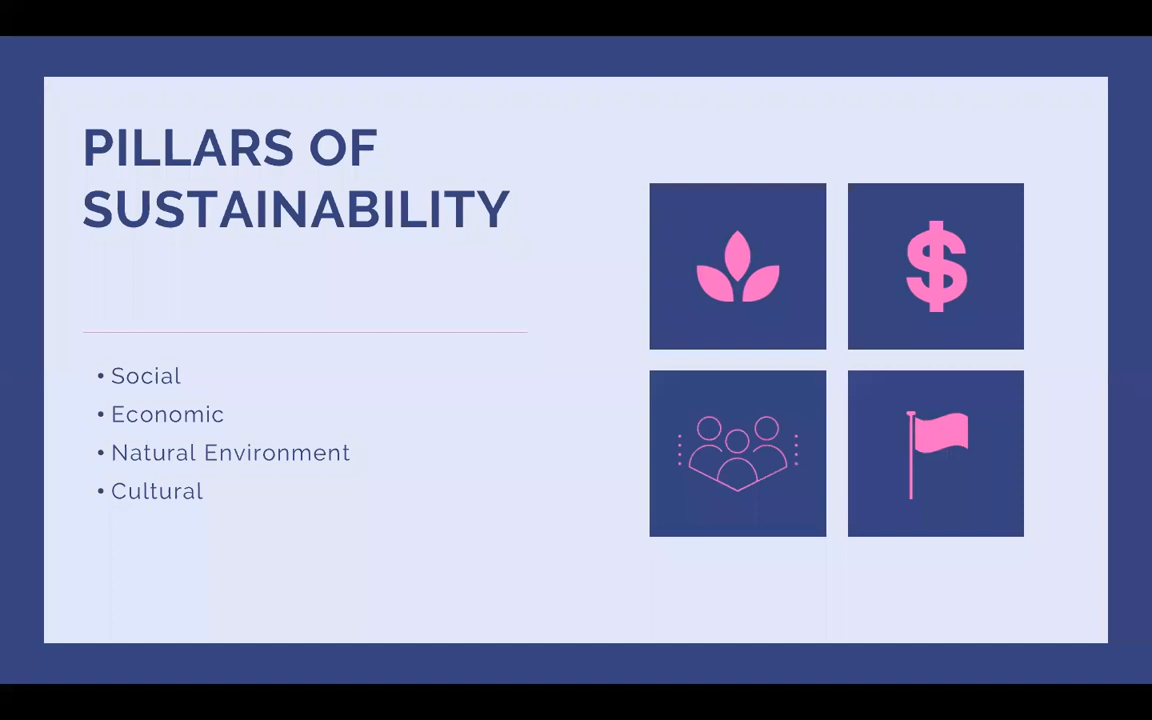 PILLARS OF
SUSTAINABILITY
• Social
• Economic
• Natural Environment
• Cultural
$